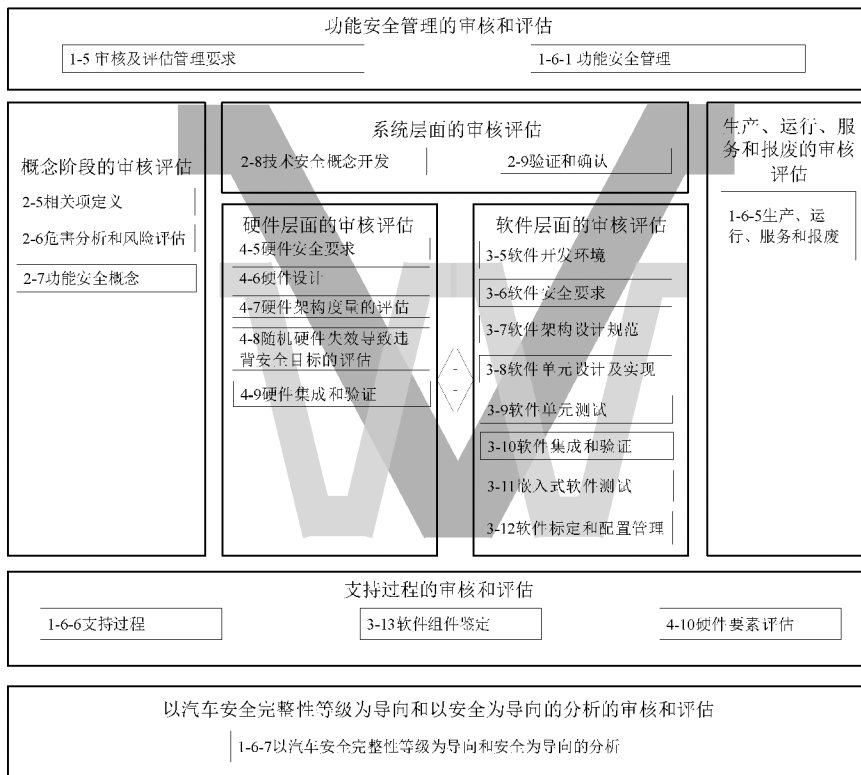 功能安全管理的审核和评估
1-5 审核及评估管理要求
1-6-1 功能安全管理
概念阶段的审核评估
2-5相关项定义
2-6危害分析和风险评估
2-7功能安全概念
系统层面的审核评估
2-8技术安全概念开发
2-9验证和确认
硬件层面的审核评估
4-5硬件安全要求
4-6硬件设计
4-7硬件架构度量的评估
4-8随机硬件失效导致违
背安全目标的评估
4-9硬件集成和验证
软件层面的审核评估
3-5软件开发环境
3-6软件安全要求
3-7软件架构设计规范
3-8软件单元设计及实现
3-9软件单元测试
3-10软件集成和验证
3-11嵌入式软件测试
3-12软件标定和配置管理
生产、运行、服
务和报废的审核
评估
1-6-5生产、运
行、服务和报废
支持过程的审核和评估
1-6-6支持过程
3-13软件组件鉴定
4-10硬件要素评估
以汽车安全完整性等级为导向和以安全为导向的分析的审核和评估
1-6-7以汽车安全完整性等级为导向和安全为导向的分析